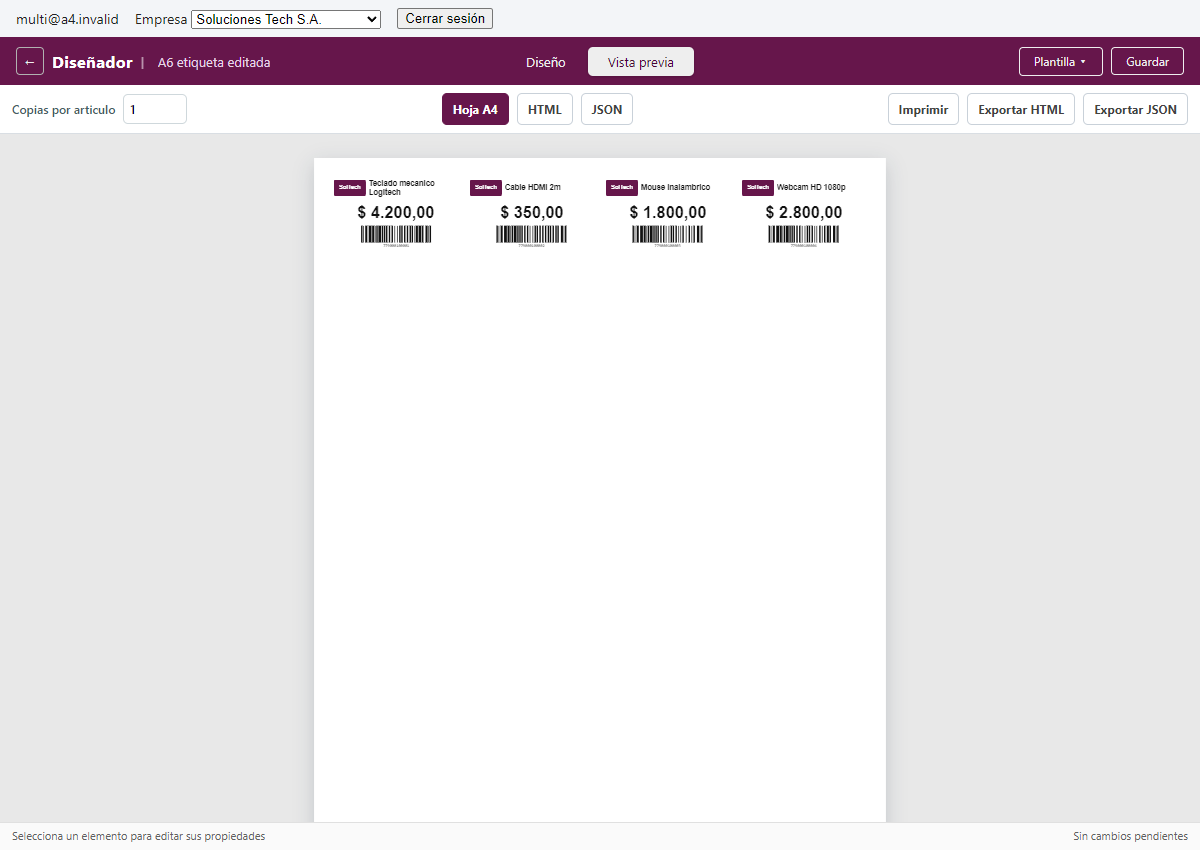 multi@a4.invalid Empresa Soluciones Tech S.A. Cerrar sesión
← Diseñador | A6 etiqueta editada Diseño Vista previa Plantilla Guardar
Copias por articulo 1 Hoja A4 HTML JSON Imprimir Exportar HTML Exportar JSON
Soltech Teclado mecanico
Logitech
$ 4.200,00
Soltech Cable HDMI 2m
$ 350,00
Soltech Mouse inalambrico
$ 1.800,00
Soltech Webcam HD 1080p
$ 2.800,00
Selecciona un elemento para editar sus propiedades Sin cambios pendientes